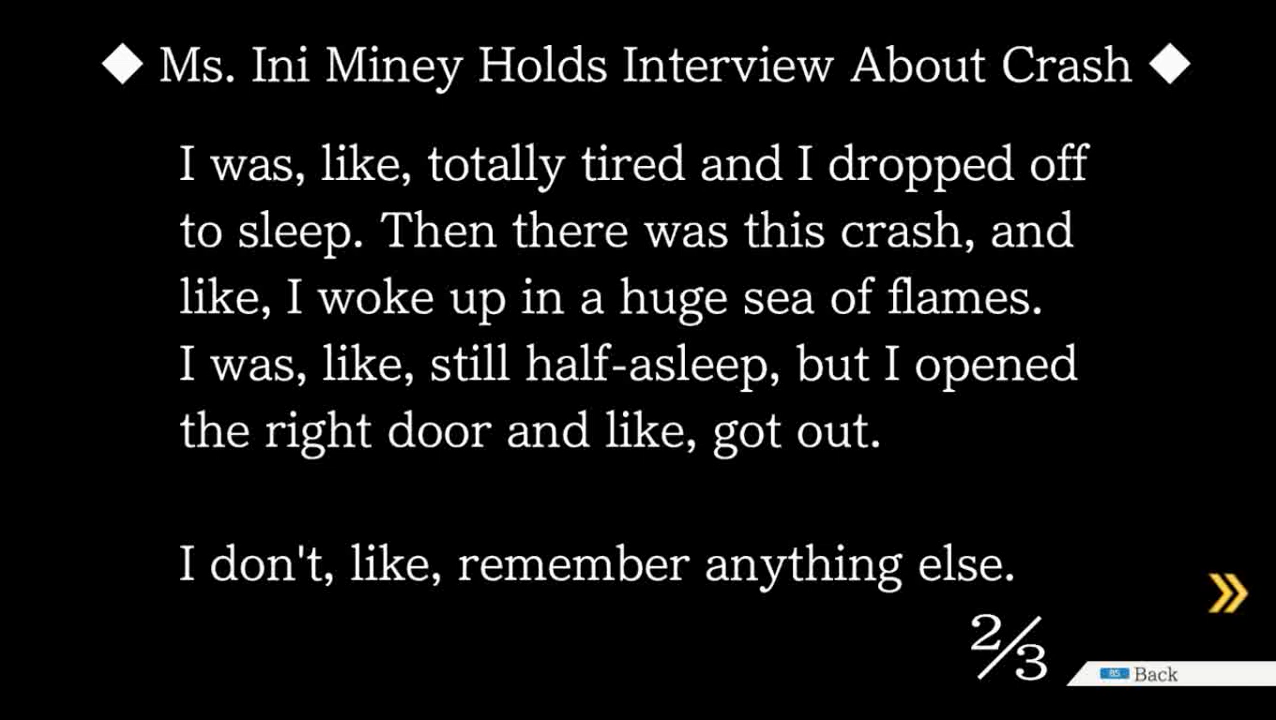 ◆ Ms. Ini Miney Holds Interview About Crash ◆
I was, like, totally tired and I dropped off
to sleep. Then there was this crash, and
like, I woke up in a huge sea of flames.
I was, like, still half-asleep, but I opened
the right door and like, got out.
I don't, like, remember anything else.
2/3
BS Back